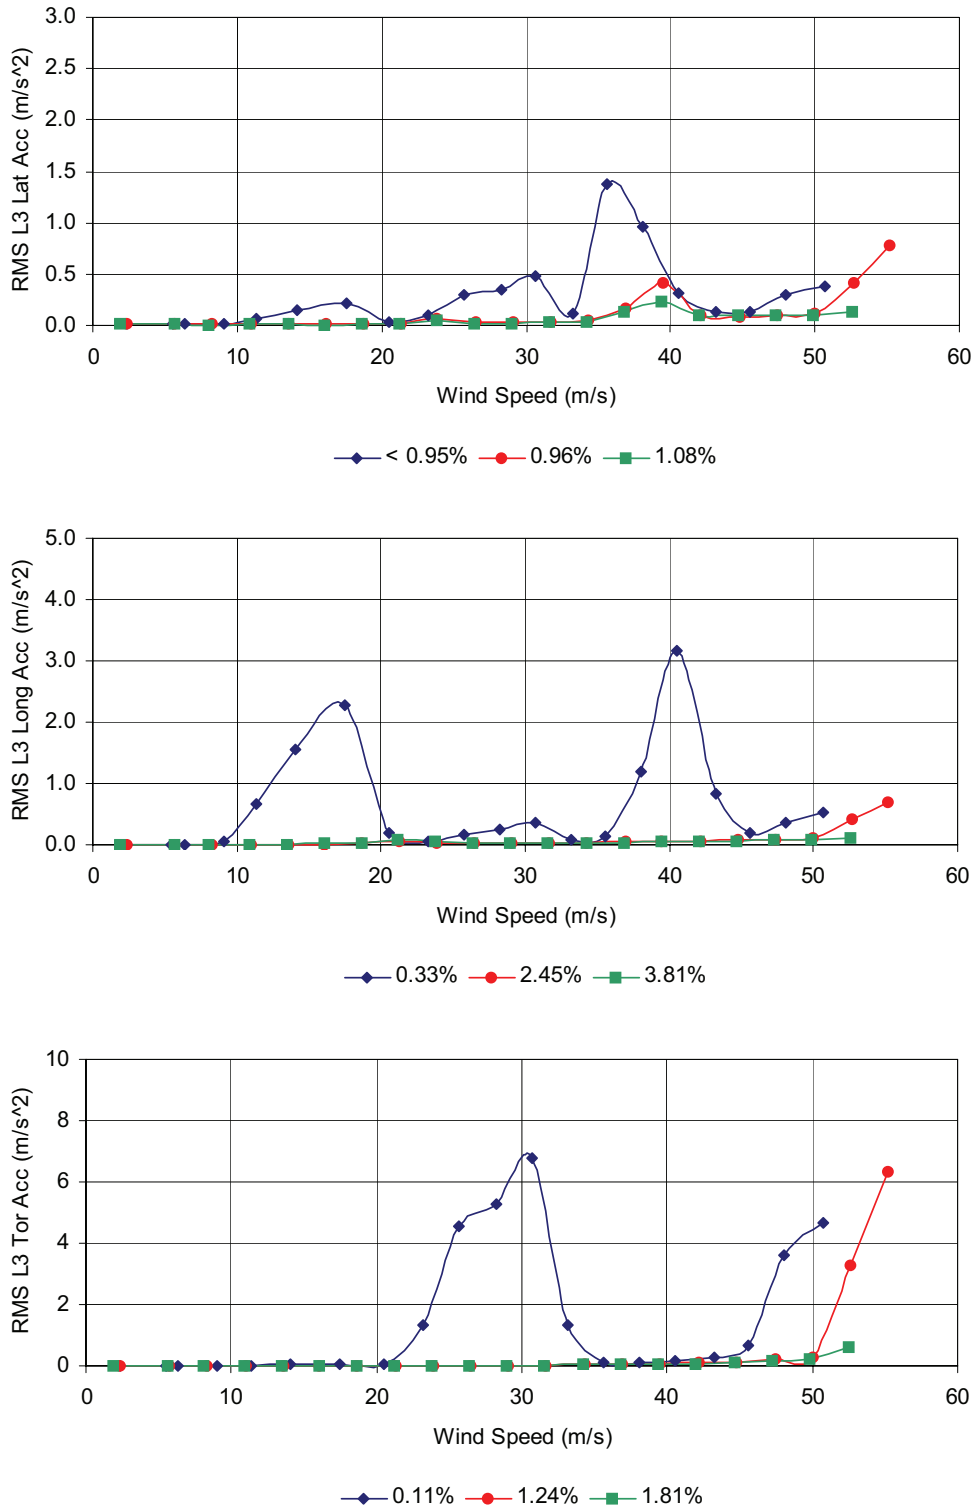 RMS L3 Lat Acc (m/s^2)
3.0
2.5
2.0
1.5
1.0
0.5
0.0
0 10 20 30 40 50 60
Wind Speed (m/s)
< 0.95% 0.96% 1.08%
RMS L3 Long Acc (m/s^2)
5.0
4.0
3.0
2.0
1.0
0.0
0 10 20 30 40 50 60
Wind Speed (m/s)
0.33% 2.45% 3.81%
RMS L3 Tor Acc (m/s^2)
10
8
6
4
2
0
0 10 20 30 40 50 60
Wind Speed (m/s)
0.11% 1.24% 1.81%